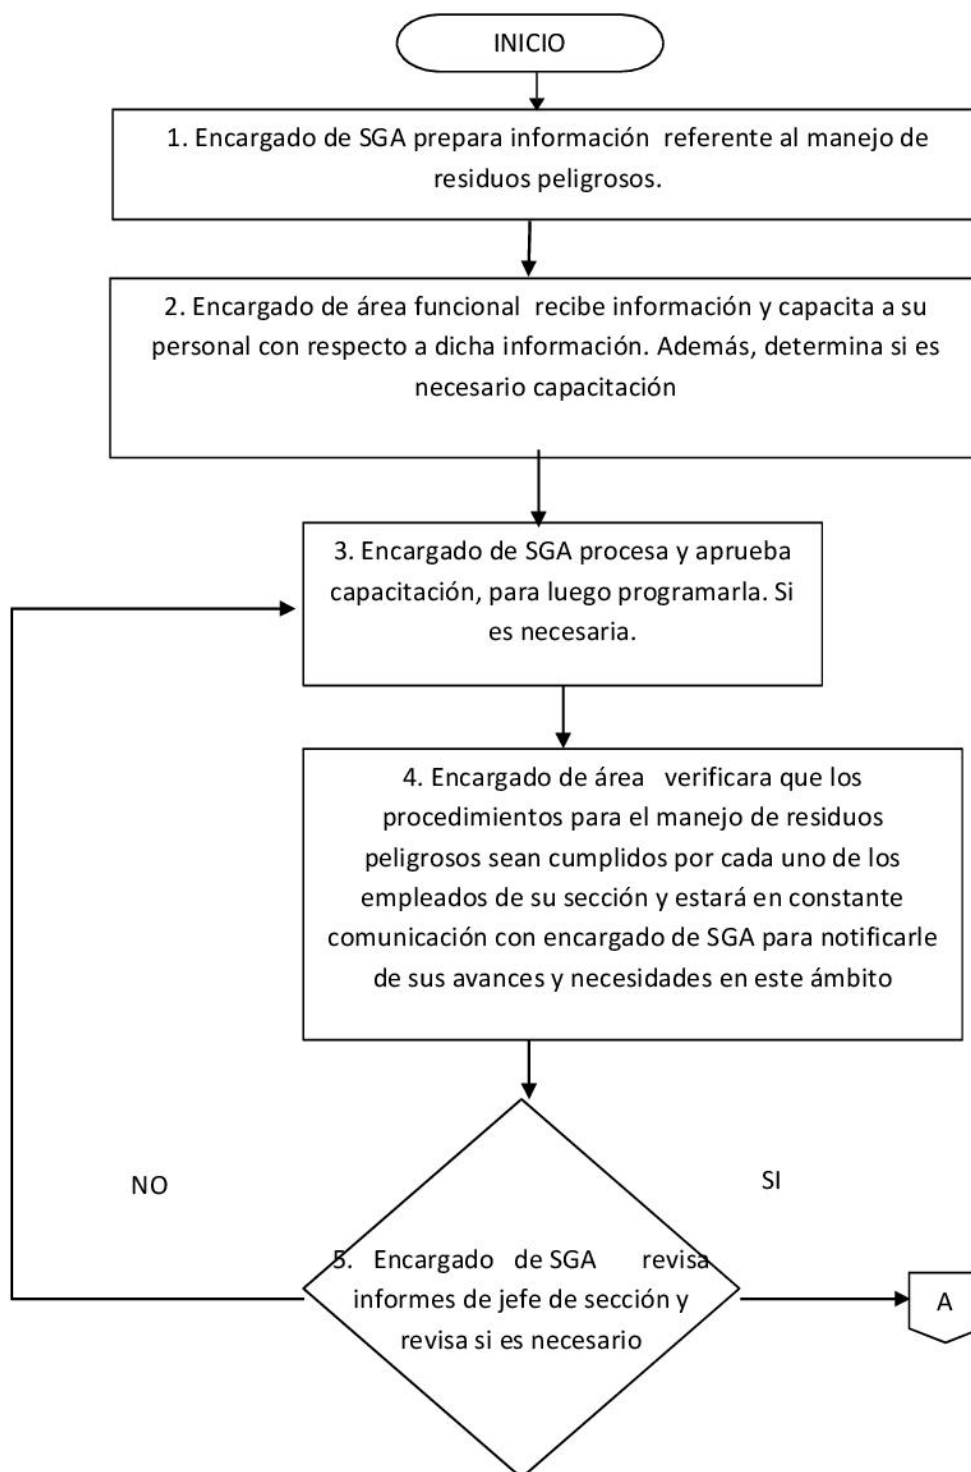 INICIO
1. Encargado de SGA prepara información referente al manejo de
residuos peligrosos.
2. Encargado de área funcional recibe información y capacita a su
personal con respecto a dicha información. Además, determina si es
necesario capacitación
3. Encargado de SGA procesa y aprueba
capacitación, para luego programarla. Si
es necesaria.
4. Encargado de área verificara que los
procedimientos para el manejo de residuos
peligrosos sean cumplidos por cada uno de los
empleados de su sección y estará en constante
comunicación con encargado de SGA para notificarle
de sus avances y necesidades en este ámbito
NO
SI
5. Encargado de SGA revisa
informes de jefe de sección y
revisa si es necesario
A